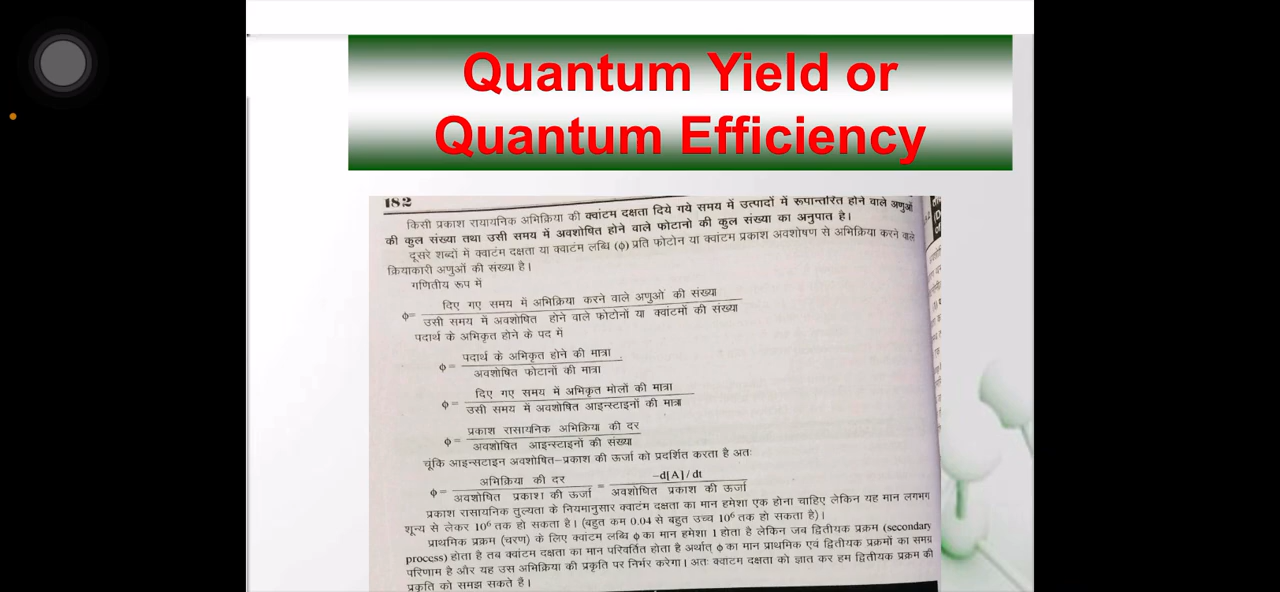 Quantum Yield or
Quantum Efficiency
182
किसी प्रकाश रायायनिक अभिक्रिया की क्वांटम दक्षता दिये गये समय में उत्पादों में रूपान्तरित होने वाले अणुओं
की कुल संख्या तथा उसी समय में अवशोषित होने वाले फोटानो की कुल संख्या का अनुपात है।
दूसरे शब्दों में क्वाटम दक्षता या क्वाटम लब्धि (ϕ) प्रति फोटोन या क्वांटम प्रकाश अवशोषण से अभिक्रिया करने वाले
क्रियाकारी अणुओं की संख्या है।
गणितीय रूप में
ϕ= दिए गए समय में अभिक्रिया करने वाले अणुओं की संख्या
उसी समय में अवशोषित होने वाले फोटोनों या क्वांटमों की संख्या
पदार्थ के अभिकृत होने के पद में
ϕ = पदार्थ के अभिकृत होने की मात्रा
अवशोषित फोटानों की मात्रा
ϕ = दिए गए समय में अभिकृत मोलों की मात्रा
उसी समय में अवशोषित आइन्स्टाइनों की मात्रा
ϕ = प्रकाश रासायनिक अभिक्रिया की दर
अवशोषित आइन्स्टाइनों की संख्या
चूंकि आइन्सटाइन अवशोषित–प्रकाश की ऊर्जा को प्रदर्शित करता है अतः
ϕ = अभिक्रिया की दर = –d[A]/dt
अवशोषित प्रकाश की ऊर्जा अवशोषित प्रकाश की ऊर्जा
प्रकाश रासायनिक तुल्यता के नियमानुसार क्वाटम दक्षता का मान हमेशा एक होना चाहिए लेकिन यह मान लगभग
शून्य से लेकर 10⁶ तक हो सकता है। (बहुत कम 0.04 से बहुत उच्च 10⁶ तक हो सकता है)।
प्राथमिक प्रक्रम (चरण) के लिए क्वांटम लब्धि ϕ का मान हमेशा 1 होता है लेकिन जब द्वितीयक प्रक्रम (secondary
process) होता है तब क्वांटम दक्षता का मान परिवर्तित होता है अर्थात् ϕ का मान प्राथमिक एवं द्वितीयक प्रक्रमों का समग्र
परिणाम है और यह उस अभिक्रिया की प्रकृति पर निर्भर करेगा। अतः क्वाटम दक्षता को ज्ञात कर हम द्वितीयक प्रक्रम की
प्रकृति को समझ सकते हैं।